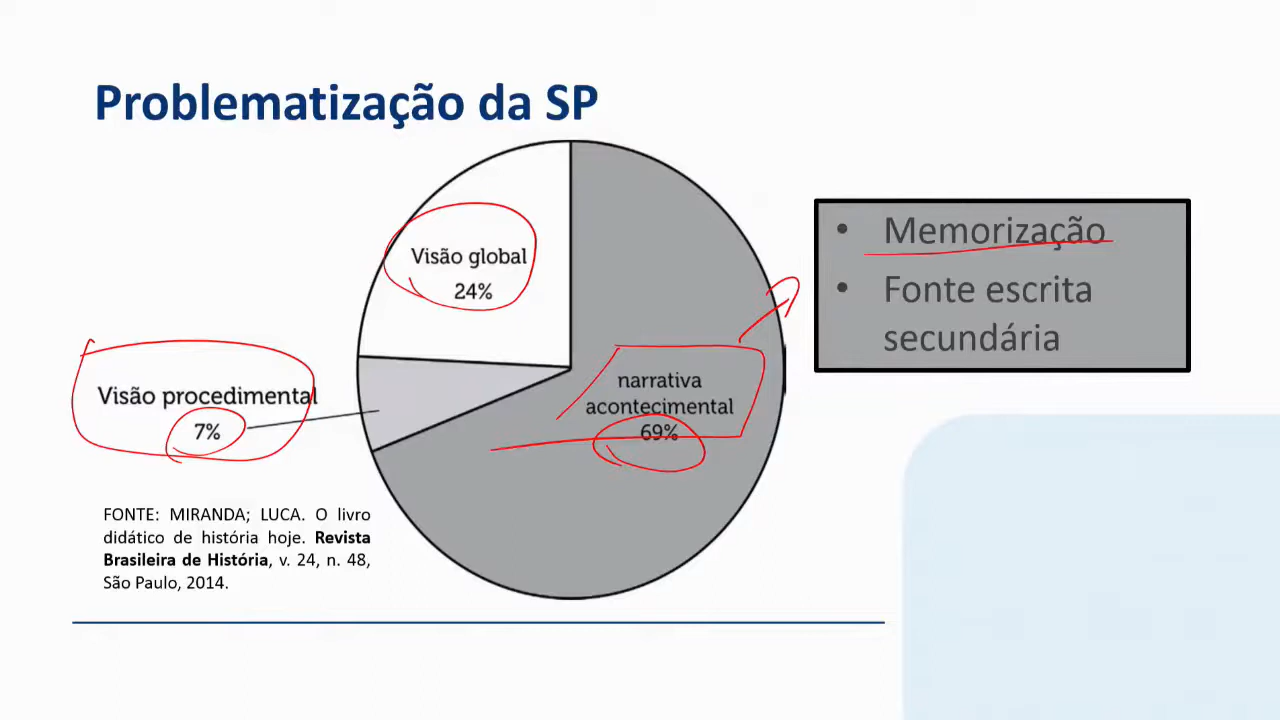 Problematização da SP
Visão global
24%
Visão procedimental
7%
narrativa
acontecimental
69%
• Memorização
• Fonte escrita
secundária
FONTE: MIRANDA; LUCA. O livro
didático de história hoje. Revista
Brasileira de História, v. 24, n. 48,
São Paulo, 2014.